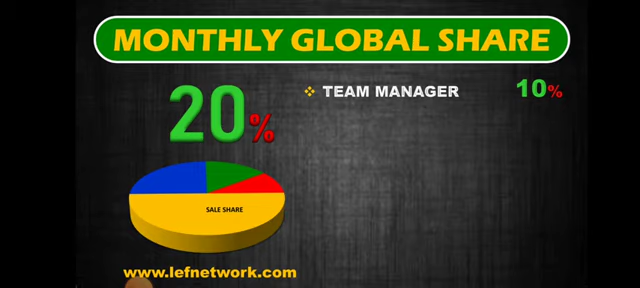 MONTHLY GLOBAL SHARE
20%
❖ TEAM MANAGER 10%
SALE SHARE
www.lefnetwork.com